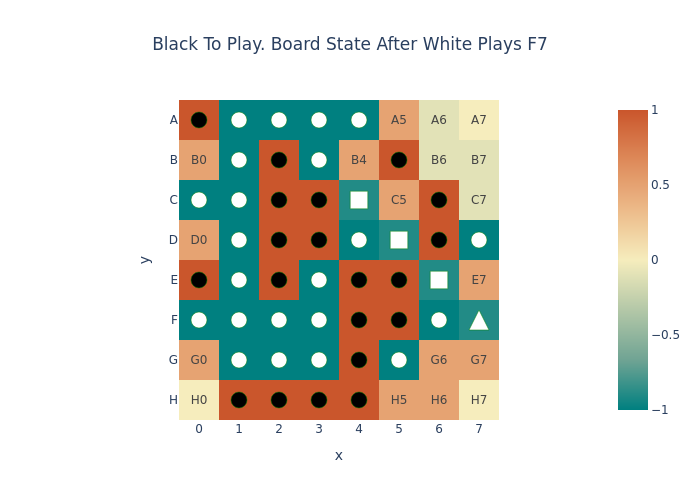 Black To Play. Board State After White Plays F7
A A5 A6 A7 1
B B0 B4 B6 B7
C C5 C7 0.5
D D0
y E E7 0
F
G G0 G6 G7 −0.5
H H0 H5 H6 H7 −1
0 1 2 3 4 5 6 7
x